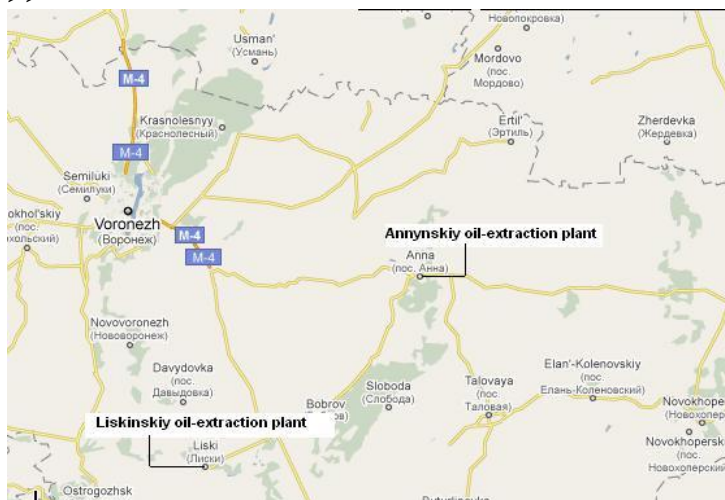 Usman'
(Усмань)
Новопокровка)
Mordovo
(пос.
Мордово)
M-4
Krasnolesnyy
(Краснолесный)
Ertil'
(Эртиль)
Zherdevka
(Жердевка)
M-4
Semiluki
(Семилуки)
okhol'skiy
(пос.
хольский)
Voronezh
(Воронеж)
M-4
M-4
Annynskiy oil-extraction plant
Anna
(пос. Анна)
Novovoronezh
(Нововоронеж)
Davydovka
(пос.
Давыдовка)
Bobrov
Sloboda
(Слобода)
Talovaya
(пос.
Таловая)
Elan'-Kolenovskiy
(пос.
Елань-Коленовский)
Novokhope
(Новохопер
Novokhopersk
(пос.
Новохоперский)
Liskinskiy oil-extraction plant
Liski
(Лиски)
Ostrogozhsk